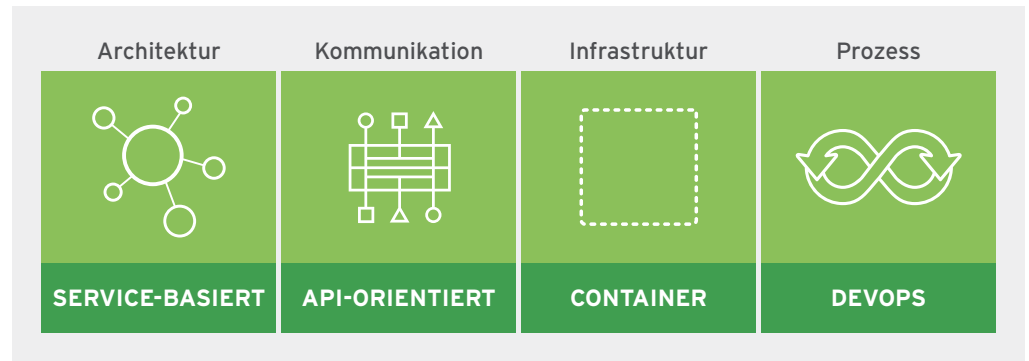 Architektur
Kommunikation
Infrastruktur
Prozess
SERVICE-BASIERT
API-ORIENTIERT
CONTAINER
DEVOPS